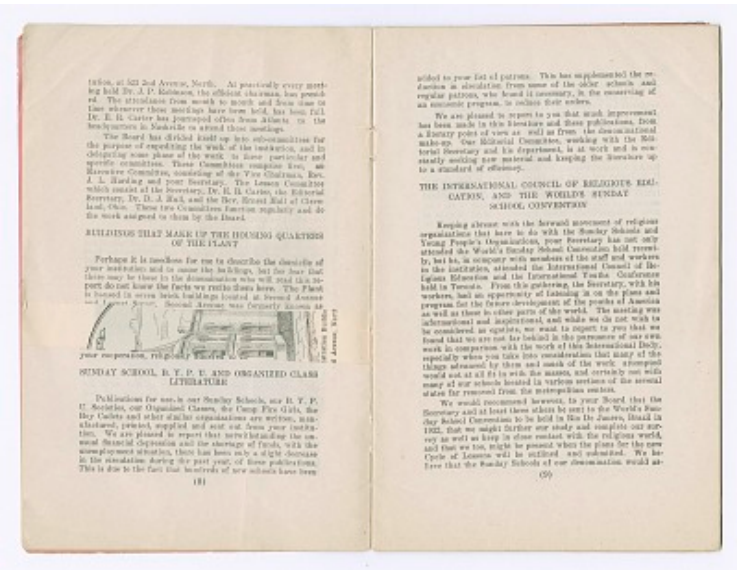 tution, at 523 2nd Avenue, North. At practically every meet-
ing held Dr. J. P. Robinson, the efficient chairman, has presid-
ed. The attendance from month to month and from time to
time whenever these meetings have been held, has been full.
Dr. E. R. Carter has journeyed often from Atlanta to the
headquarters in Nashville to attend these meetings.
The Board has divided itself up into sub-committees for
the purpose of expediting the work of the institution, and in
delegating some phase of the work to these particular and
specific committees. These Committees comprise five, an
Executive Committee, consisting of the Vice Chairman, Rev.
J. L. Harding and your Secretary. The Lesson Committee
which consist of the Secretary, Dr. E. R. Carter, the Editorial
Secretary, Dr. D. J. Hull, and the Rev. Ernest Hall of Cleve-
land, Ohio. These two Committees function regularly and do
the work assigned to them by the Board.
BUILDINGS THAT MAKE UP THE HOUSING QUARTERS
OF THE PLANT
Perhaps it is needless for me to describe the domicile of
your institution and to name the buildings, but for fear that
there may be those in the denomination who will read this re-
port do not know the facts we recite them here. The Plant
is housed in seven brick buildings located at Second Avenue
Second Avenue was formerly known as
your cooperation, religiously
SUNDAY SCHOOL, B. Y. P. U. AND ORGANIZED CLASS
LITERATURE
Publications for use in our Sunday Schools, our B. Y. P.
U. Societies, our Organized Classes, the Camp Fire Girls, the
Boy Cadets and other similar organizations are written, man-
ufactured, printed, supplied and sent out from your institu-
tion. We are pleased to report that notwithstanding the un-
usual financial depression and the shortage of funds, with the
unemployment situation, there has been only a slight decrease
in the circulation during the past year, of these publications.
This is due to the fact that hundreds of new schools have been
(8)
added to your list of patrons. This has supplemented the re-
duction in circulation from some of the older schools and
regular patrons, who found it necessary, in the conserving of
an economic program, to reduce their orders.
We are pleased to report to you that much improvement
has been made in this literature and these publications, from
a literary point of view as well as from the denominational
make-up. Our Editorial Committee, working with the Edi-
torial Secretary and his department, is at work and is con-
stantly seeking new material and keeping the literature up
to a standard of efficiency.
THE INTERNATIONAL COUNCIL OF RELIGIOUS EDU-
CATION, AND THE WORLD'S SUNDAY
SCHOOL CONVENTION
Keeping abreast with the forward movement of religious
organizations that have to do with the Sunday Schools and
Young People's Organizations, your Secretary has not only
attended the World's Sunday School Convention held recent-
ly, but he, in company with members of the staff and workers
in the institution, attended the International Council of Re-
ligious Education and the International Youths Conference
held in Toronto. From this gathering, the Secretary, with his
workers, had an opportunity of listening in on the plans and
program for the future development of the youths of America
as well as those in other parts of the world. The meeting was
informational and inspirational, and while we do not wish to
be considered as egotists, we want to report to you that we
found that we are not far behind in the pursuance of our own
work in comparison with the work of this International Body,
especially when you take into consideration that many of the
things advanced by them and much of the work attempted
would not at all fit in with the masses, and certainly not with
many of our schools located in various sections of the several
states far removed from the metropolitan centers.
We would recommend however, to your Board that the
Secretary and at least three others be sent to the World's Sun-
day School Convention to be held in Rio De Janero, Brazil in
1932, that we might further our study and complete our sur-
vey as well as keep in close contact with the religious world,
and that we too, might be present when the plans for the new
Cycle of Lessons will be outlined and submitted. We be-
lieve that the Sunday Schools of our denomination would as-
(9)